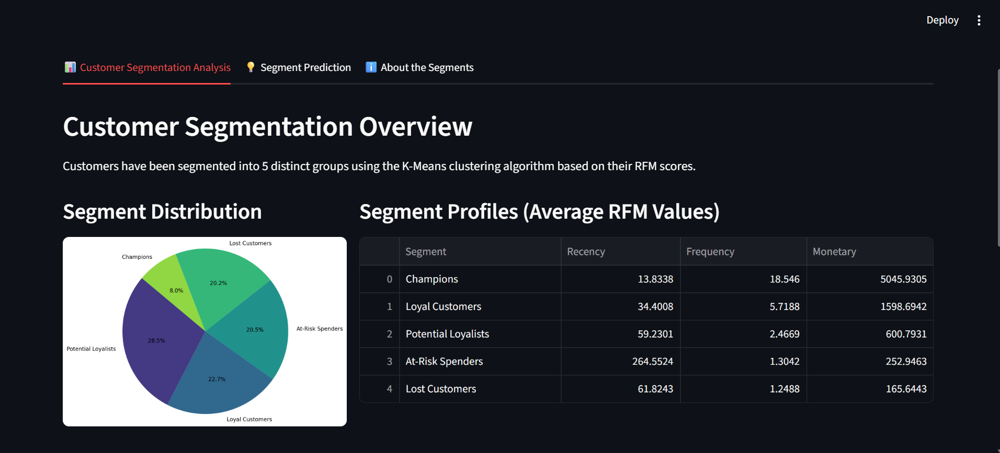 Deploy
Customer Segmentation Analysis
Segment Prediction
About the Segments
Customer Segmentation Overview
Customers have been segmented into 5 distinct groups using the K-Means clustering algorithm based on their RFM scores.
Segment Distribution
Lost Customers
Champions
20.2%
8.0%
At-Risk Spenders
20.5%
28.5%
Potential Loyalists
22.7%
Loyal Customers
Segment Profiles (Average RFM Values)
Segment Recency Frequency Monetary
0 Champions 13.8338 18.546 5045.9305
1 Loyal Customers 34.4008 5.7188 1598.6942
2 Potential Loyalists 59.2301 2.4669 600.7931
3 At-Risk Spenders 264.5524 1.3042 252.9463
4 Lost Customers 61.8243 1.2488 165.6443